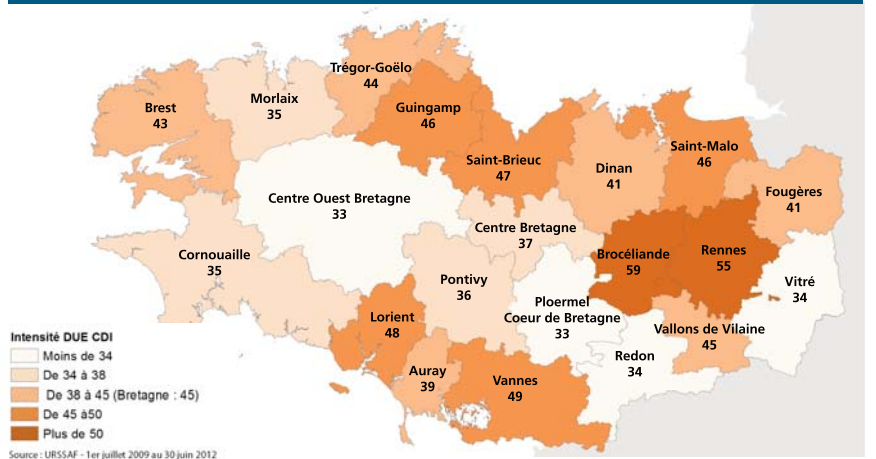 Trégor-Goëlo
44
Morlaix
35
Brest
43
Guingamp
46
Saint-Brieuc
47
Dinan
41
Saint-Malo
46
Fougères
41
Centre Ouest Bretagne
33
Centre Bretagne
37
Cornouaille
35
Brocéliande
59
Rennes
55
Vitré
34
Pontivy
36
Ploermel
Coeur de Bretagne
33
Lorient
48
Vallons de Vilaine
45
Redon
34
Auray
39
Vannes
49
Intensité DUE CDI
Moins de 34
De 34 à 38
De 38 à 45 (Bretagne : 45)
De 45 à50
Plus de 50
Source : URSSAF - 1er juillet 2009 au 30 juin 2012